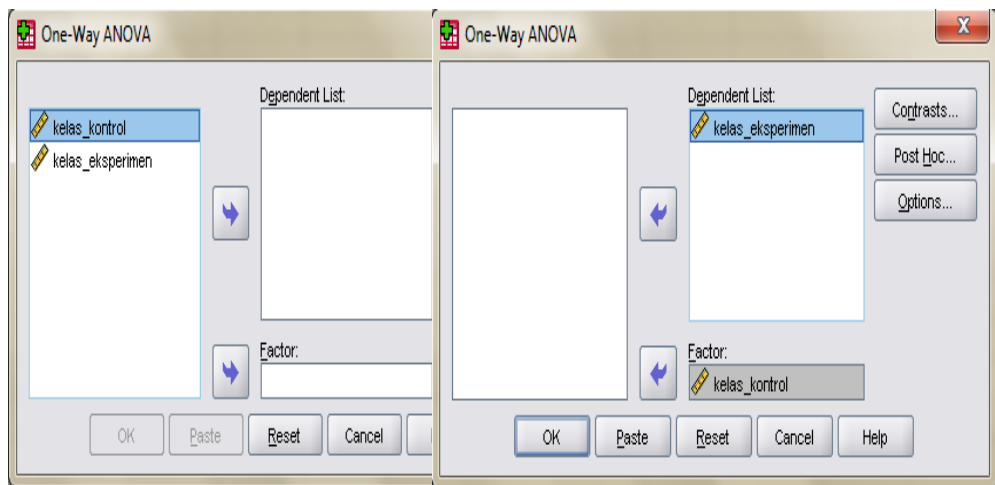 One-Way ANOVA
Dependent List:
kelas_kontrol
kelas_eksperimen
Factor:
OK Paste Reset Cancel
One-Way ANOVA
X
Dependent List:
kelas_eksperimen
Contrasts...
Post Hoc...
Options...
Factor:
kelas_kontrol
OK Paste Reset Cancel Help